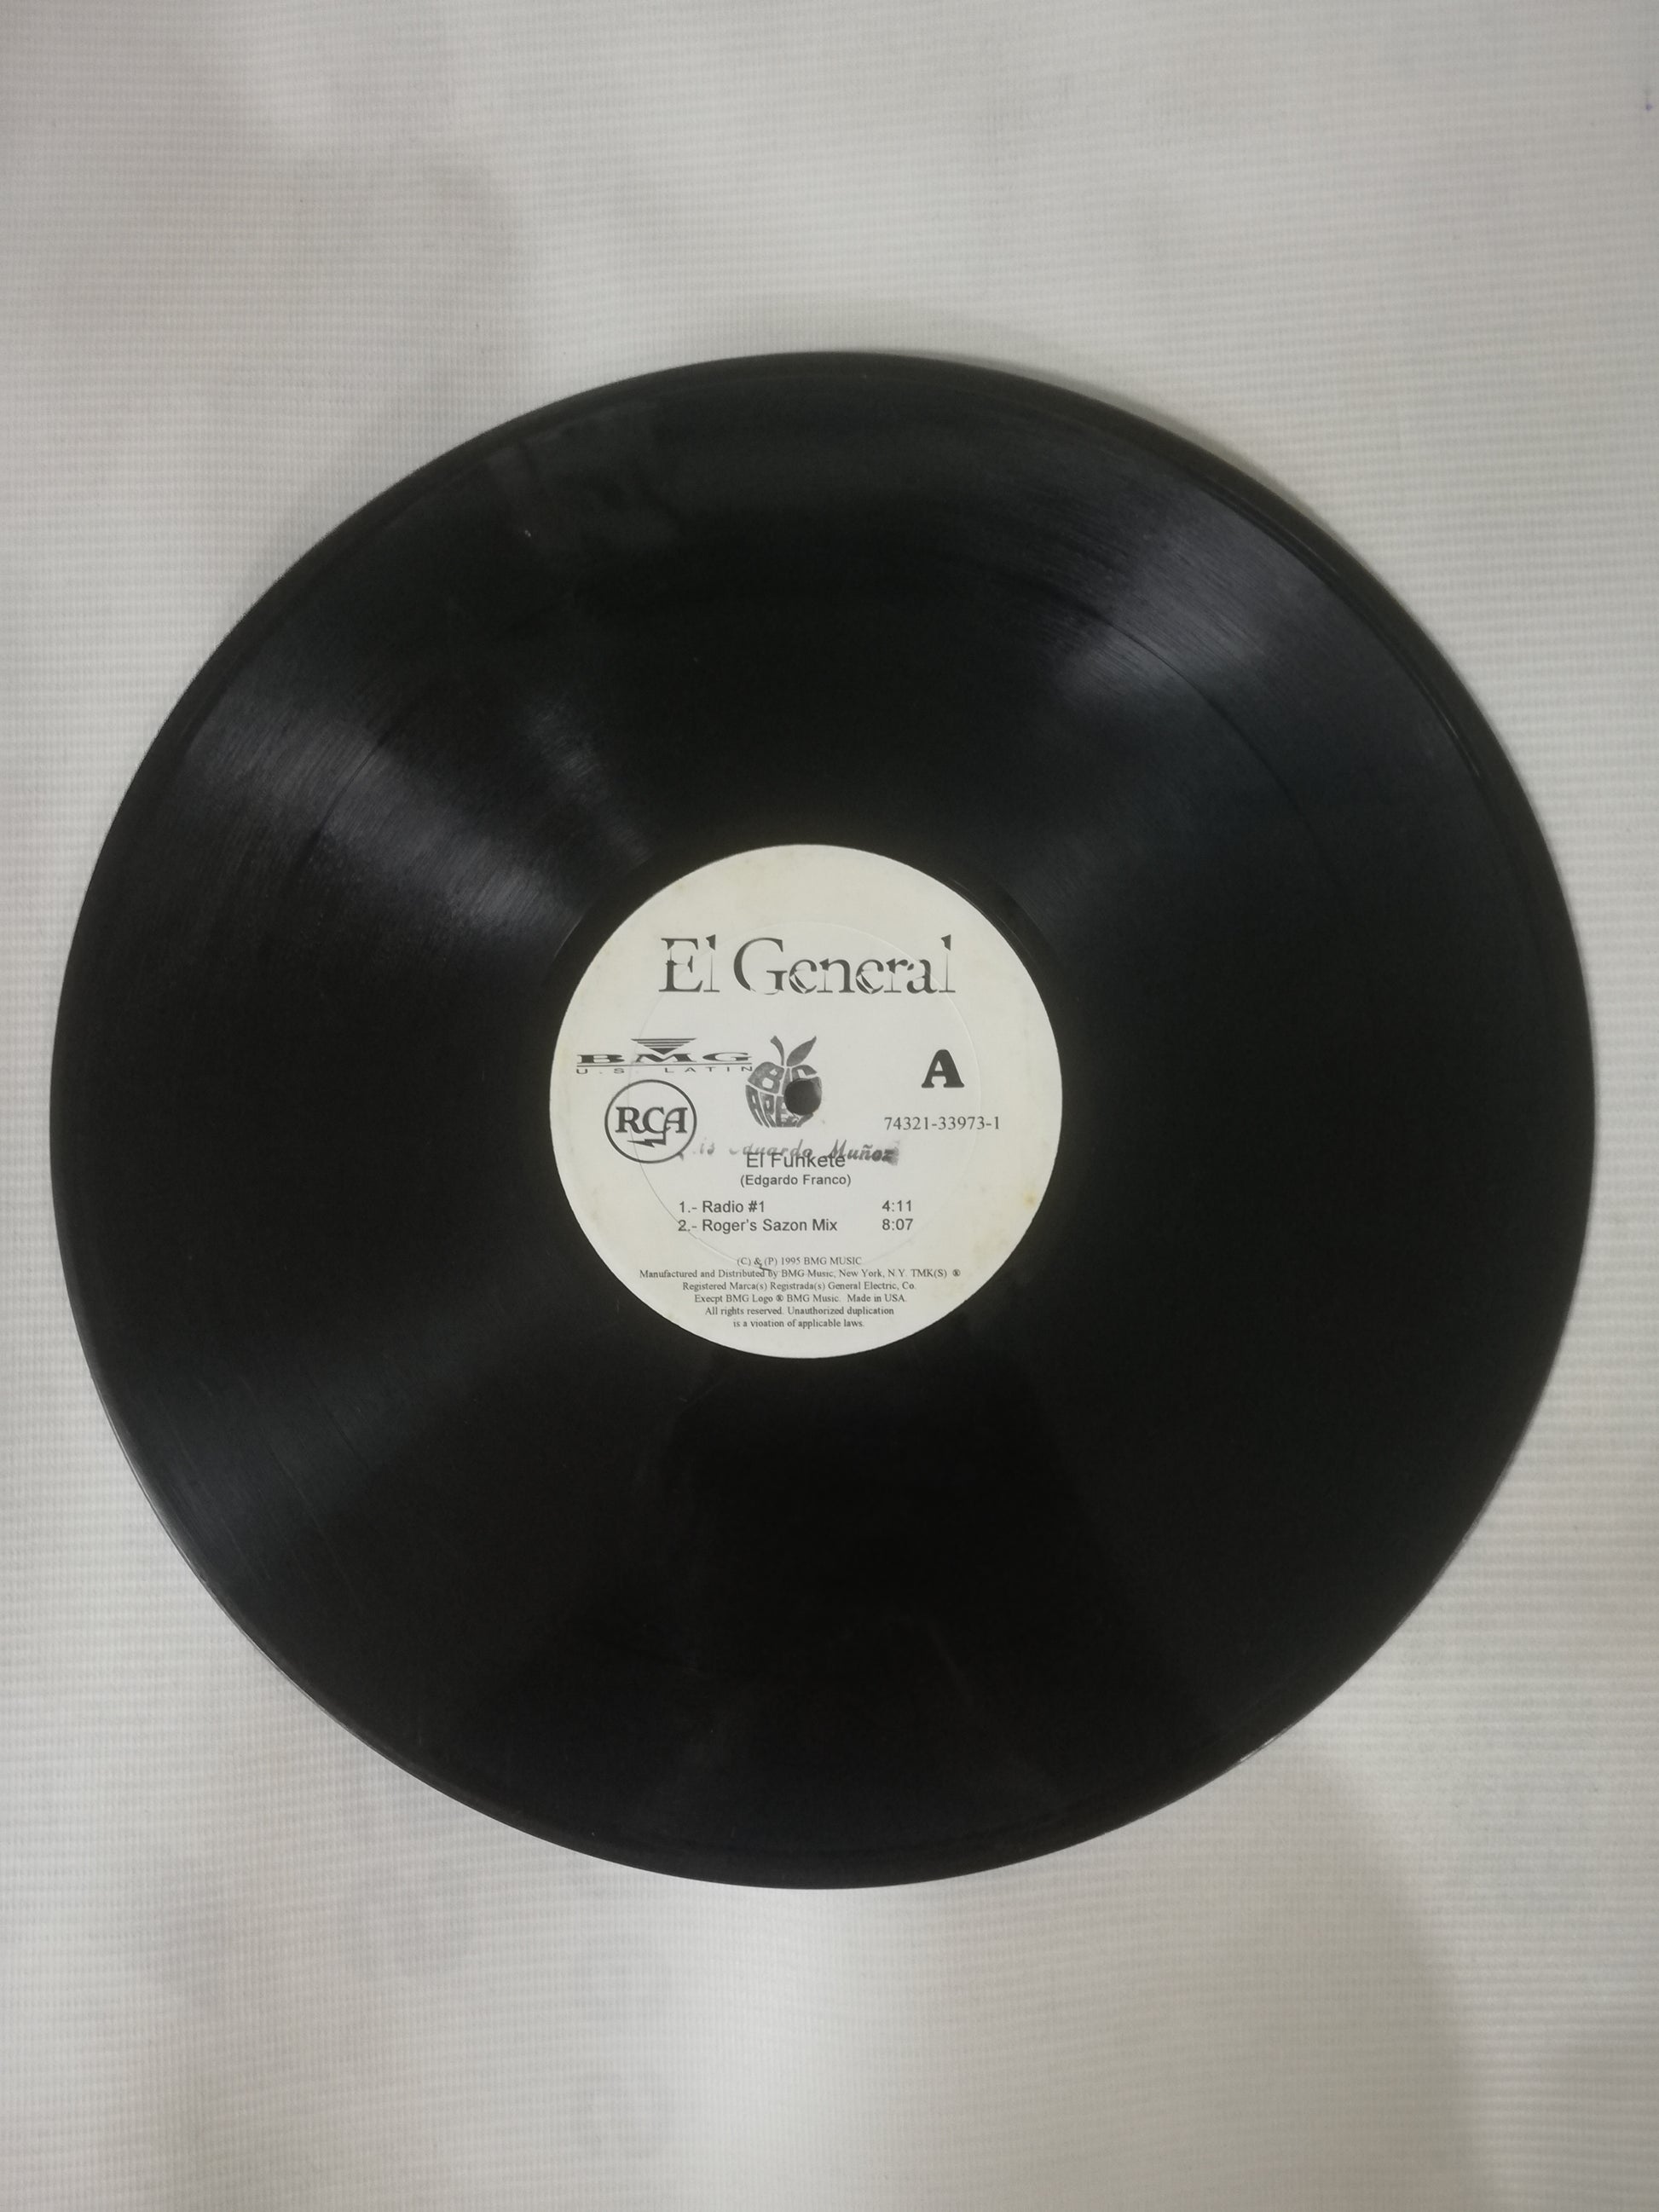 El General
BMG
U.S. LATIN
BIG APPLE
A
RCA
74321-33973-1
Eduardo Muñoz
El Funkete
(Edgardo Franco)
1.- Radio #1 4:11
2.- Roger's Sazon Mix 8:07
(C) & (P) 1995 BMG MUSIC
Manufactured and Distributed by BMG Music, New York, N.Y. TMK(S) ®
Registered Marca(s) Registrada(s) General Electric, Co.
Execpt BMG Logo ® BMG Music. Made in USA.
All rights reserved. Unauthorized duplication
is a vioation of applicable laws.